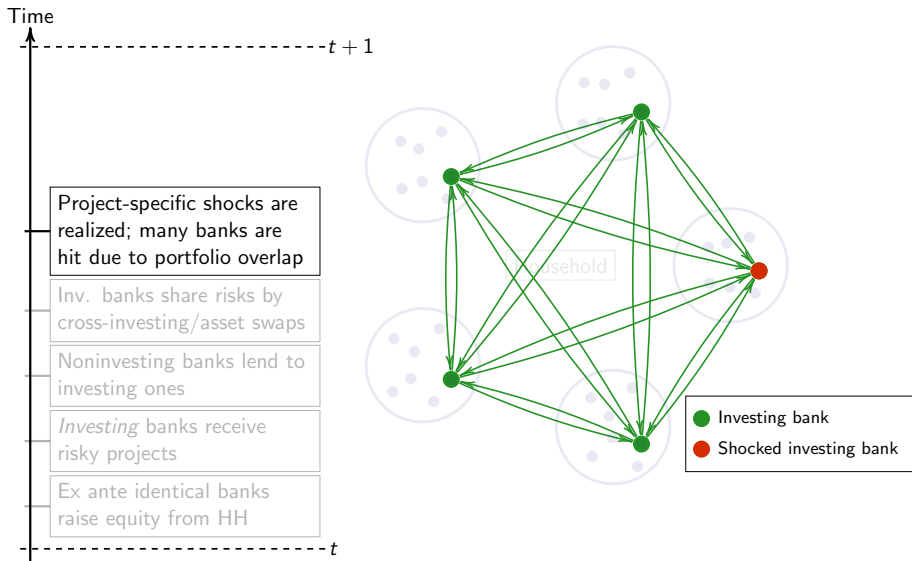 Time
t + 1
Project-specific shocks are
realized; many banks are
hit due to portfolio overlap
Inv. banks share risks by
cross-investing/asset swaps
Noninvesting banks lend to
investing ones
Investing banks receive
risky projects
Ex ante identical banks
raise equity from HH
t
Household
Investing bank
Shocked investing bank